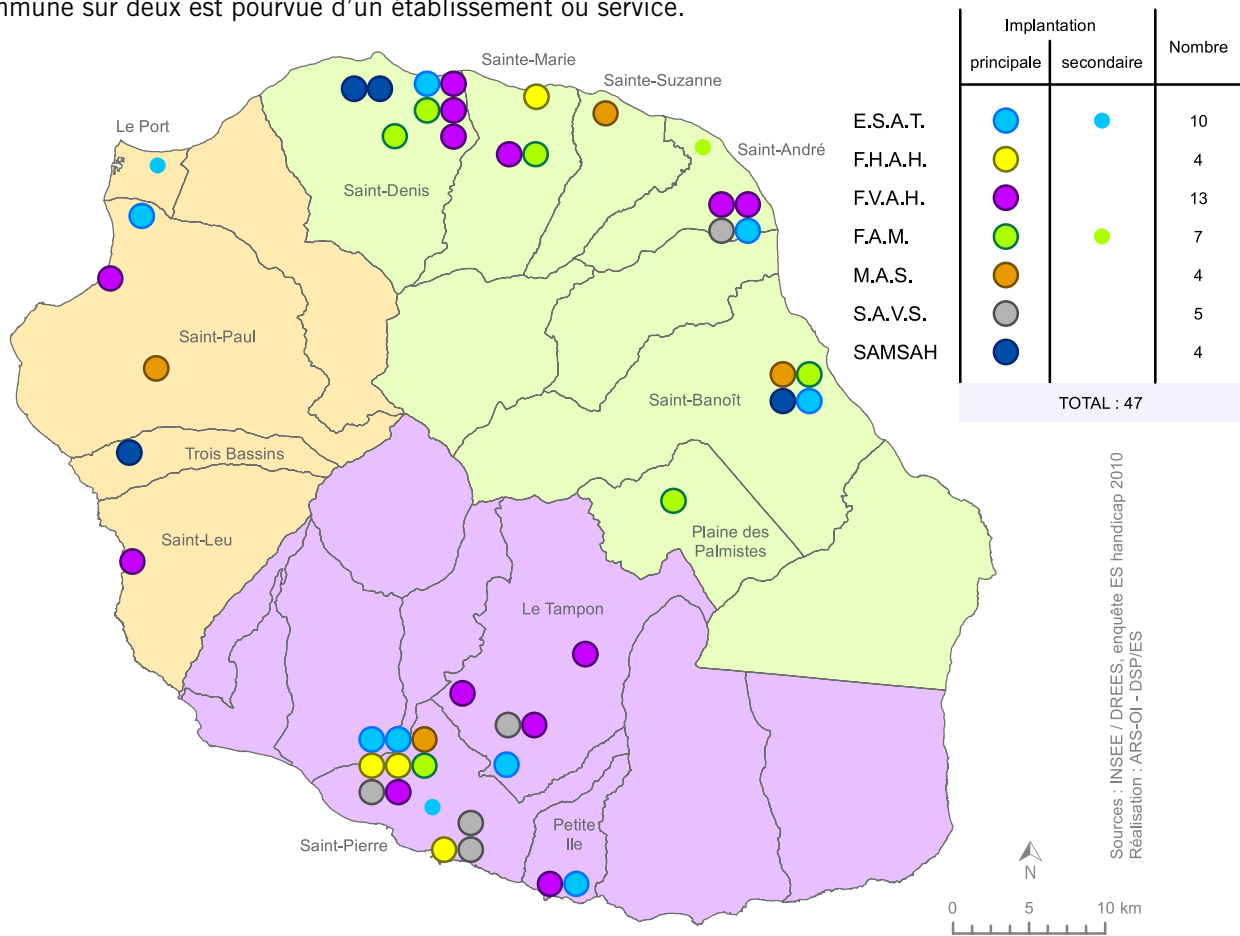 mmune sur deux est pourvue d'un établissement ou service.
Implantation
principale
secondaire
Nombre
E.S.A.T.
10
F.H.A.H.
4
F.V.A.H.
13
F.A.M.
7
M.A.S.
4
S.A.V.S.
5
SAMSAH
4
TOTAL : 47
Sainte-Marie
Sainte-Suzanne
Le Port
Saint-André
Saint-Denis
Saint-Paul
Saint-Banoît
Trois Bassins
Saint-Leu
Plaine des
Palmistes
Le Tampon
Saint-Pierre
Petite
Ile
N
0 5 10 km
Sources : INSEE / DREES, enquête ES handicap 2010
Réalisation : ARS-OI - DSP/ES